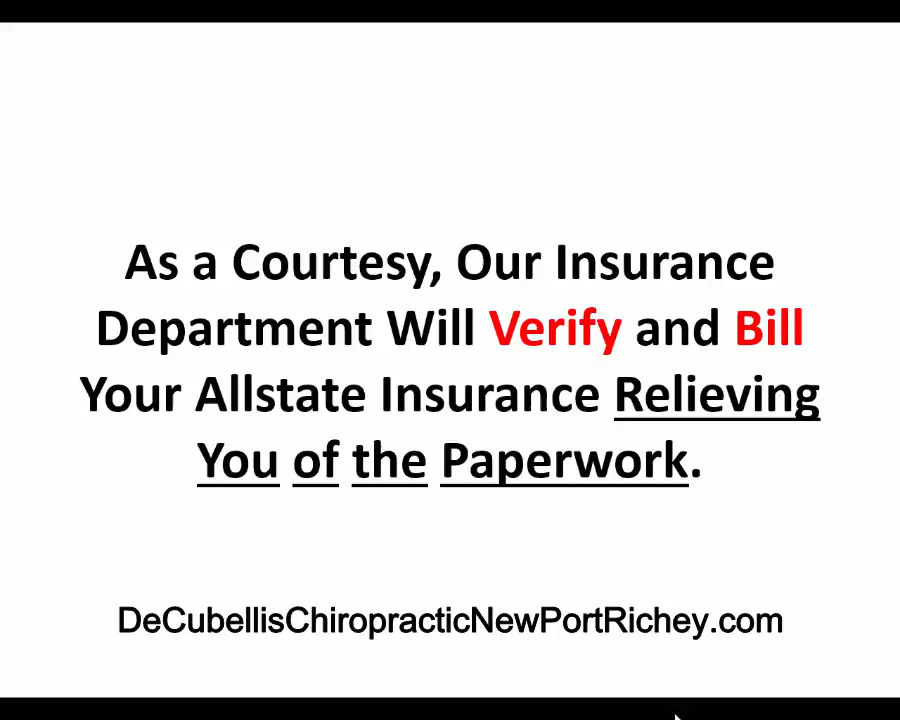 As a Courtesy, Our Insurance
Department Will Verify and Bill
Your Allstate Insurance Relieving
You of the Paperwork.
DeCubellisChiropracticNewPortRichey.com